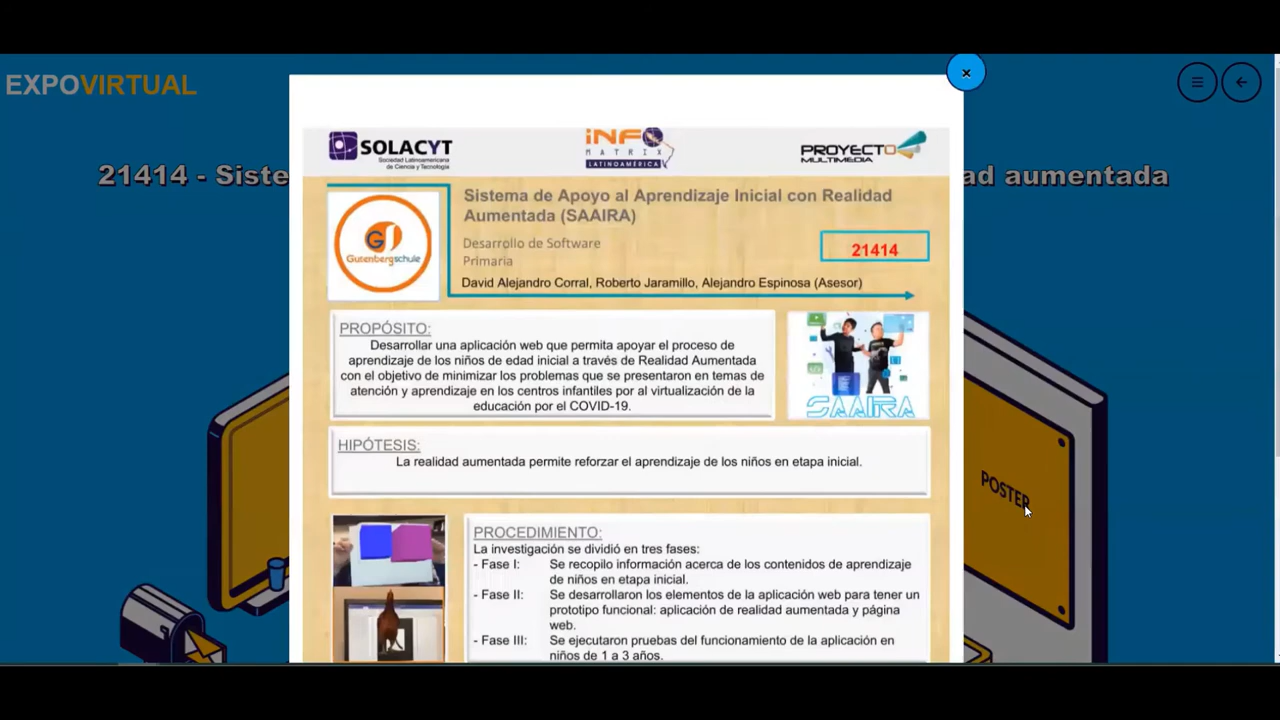 EXPOVIRTUAL
×
21414 - Siste
ad aumentada
SOLACYT
Sociedad Latinoamericana
de Ciencia y Tecnología
INFO
MATRIX
LATINOAMÉRICA
PROYECTO
MULTIMEDIA
Gutenbergschule
Sistema de Apoyo al Aprendizaje Inicial con Realidad
Aumentada (SAAIRA)
Desarrollo de Software
Primaria
21414
David Alejandro Corral, Roberto Jaramillo, Alejandro Espinosa (Asesor)
PROPÓSITO:
Desarrollar una aplicación web que permita apoyar el proceso de
aprendizaje de los niños de edad inicial a través de Realidad Aumentada
con el objetivo de minimizar los problemas que se presentaron en temas de
atención y aprendizaje en los centros infantiles por al virtualización de la
educación por el COVID-19.
SAAIRA
HIPÓTESIS:
La realidad aumentada permite reforzar el aprendizaje de los niños en etapa inicial.
POSTER
PROCEDIMIENTO:
La investigación se dividió en tres fases:
- Fase I: Se recopilo información acerca de los contenidos de aprendizaje
de niños en etapa inicial.
- Fase II: Se desarrollaron los elementos de la aplicación web para tener un
prototipo funcional: aplicación de realidad aumentada y página
web.
- Fase III: Se ejecutaron pruebas del funcionamiento de la aplicación en
niños de 1 a 3 años.